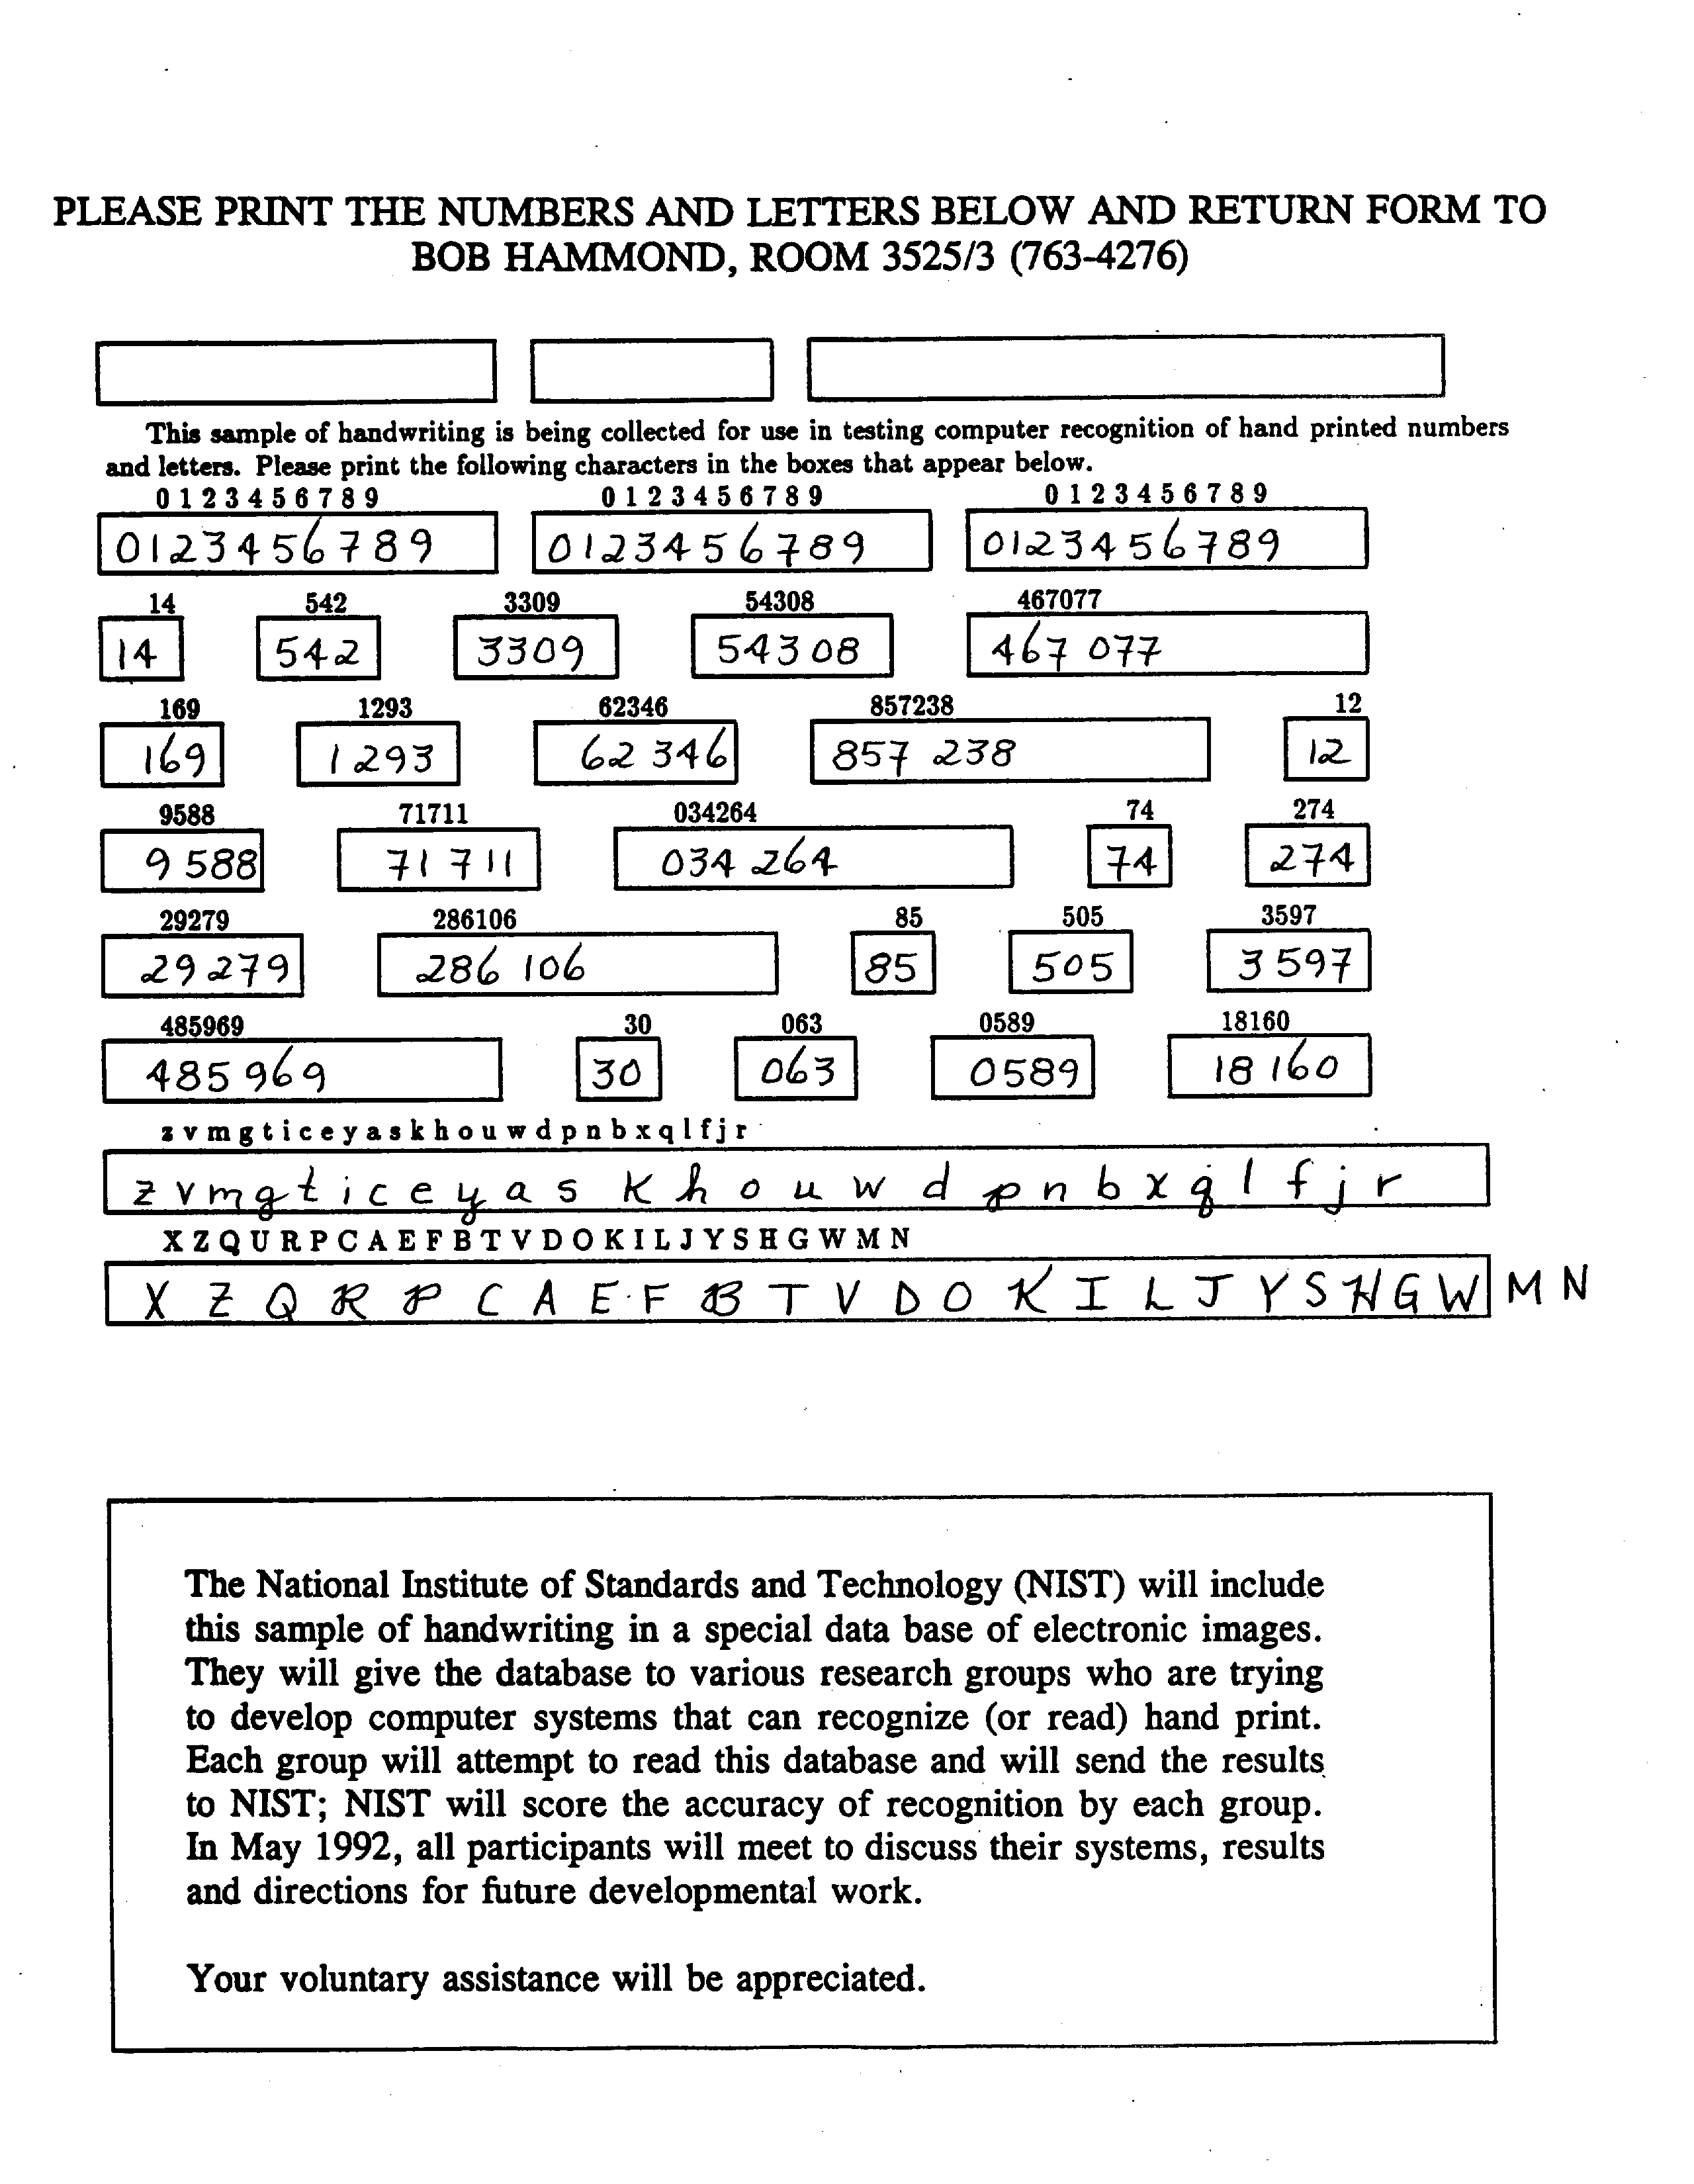 PLEASE PRINT THE NUMBERS AND LETTERS BELOW AND RETURN FORM TO
BOB HAMMOND, ROOM 3525/3 (763-4276)
This sample of handwriting is being collected for use in testing computer recognition of hand printed numbers
and letters. Please print the following characters in the boxes that appear below.
0 1 2 3 4 5 6 7 8 9 0 1 2 3 4 5 6 7 8 9 0 1 2 3 4 5 6 7 8 9
0123456789 0123456789 0123456789
14 542 3309 54308 467077
14 542 3309 54308 467 077
169 1293 62346 857238 12
169 1293 62 346 857 238 12
9588 71711 034264 74 274
9 588 71 711 034 264 74 274
29279 286106 85 505 3597
29 279 286 106 85 505 3 597
485969 30 063 0589 18160
485 969 30 063 0589 18 160
z v m g t i c e y a s k h o u w d p n b x q l f j r
z v m g t i c e y a s k h o u w d p n b x q l f j r
X Z Q U R P C A E F B T V D O K I L J Y S H G W M N
X Z Q R P C A E F B T V D O K I L J Y S H G W M N
The National Institute of Standards and Technology (NIST) will include
this sample of handwriting in a special data base of electronic images.
They will give the database to various research groups who are trying
to develop computer systems that can recognize (or read) hand print.
Each group will attempt to read this database and will send the results
to NIST; NIST will score the accuracy of recognition by each group.
In May 1992, all participants will meet to discuss their systems, results
and directions for future developmental work.
Your voluntary assistance will be appreciated.